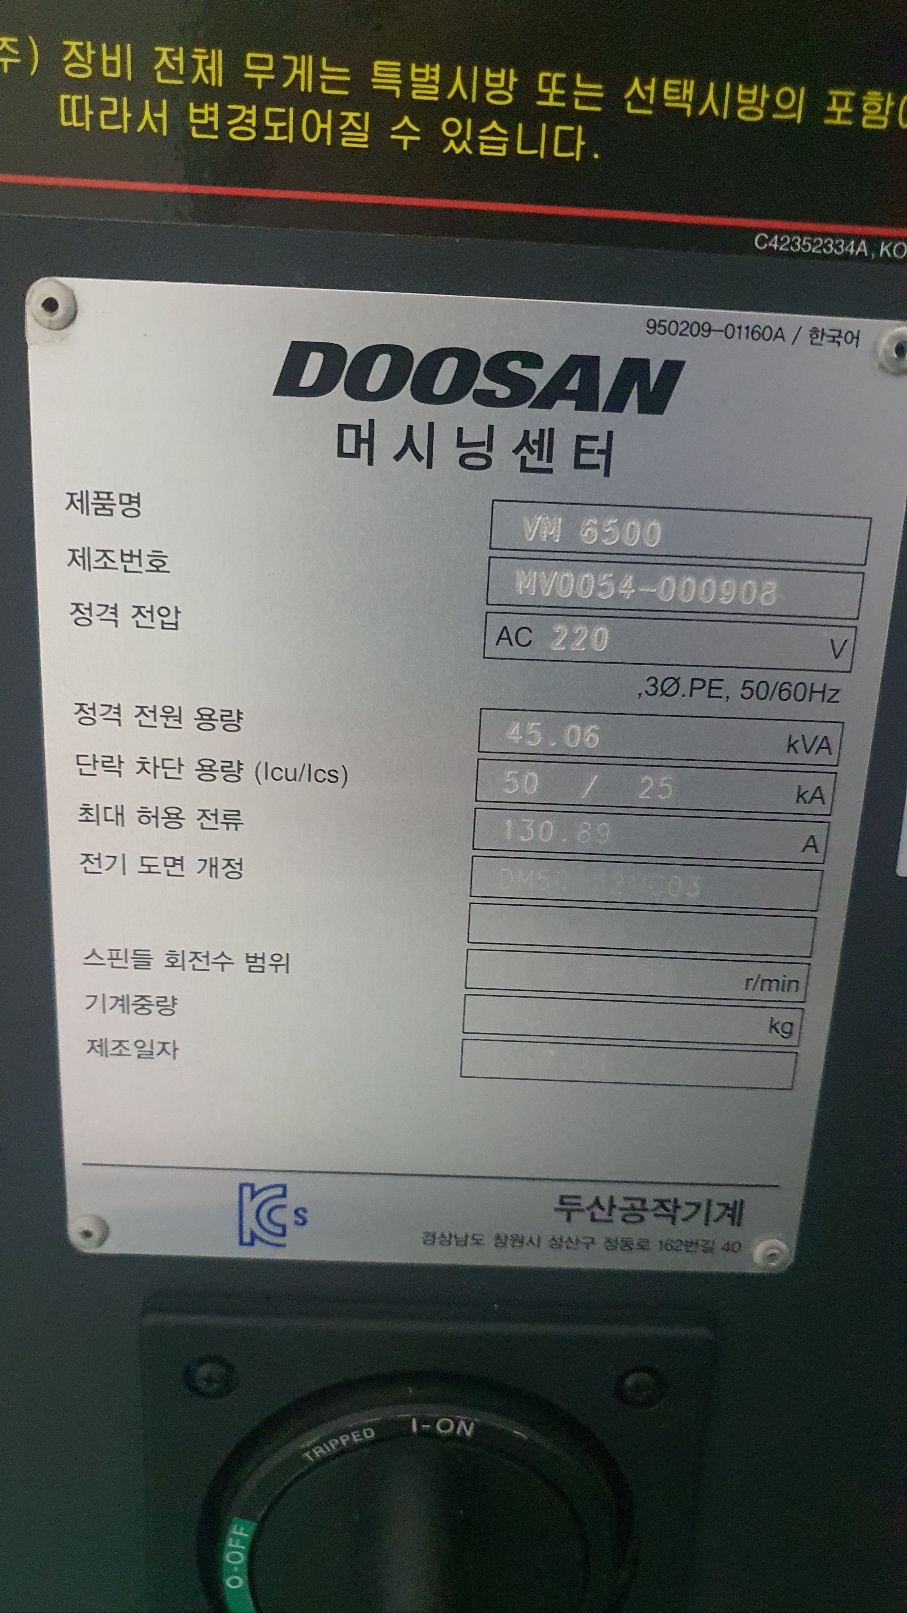 주) 장비 전체 무게는 특별시방 또는 선택시방의 포함에
따라서 변경되어질 수 있습니다.
C42352334A, KO
950209-01160A / 한국어
DOOSAN
머시닝센터
제품명 VM 6500
제조번호 MV0054-000908
정격 전압 AC 220 V
,3Ø.PE, 50/60Hz
정격 전원 용량 45.06 kVA
단락 차단 용량 (Icu/Ics) 50 / 25 kA
최대 허용 전류 130.89 A
전기 도면 개정
스핀들 회전수 범위 r/min
기계중량 kg
제조일자
KCs
두산공작기계
경상남도 창원시 성산구 정동로 162번길 40
TRIPPED I-ON
O-OFF